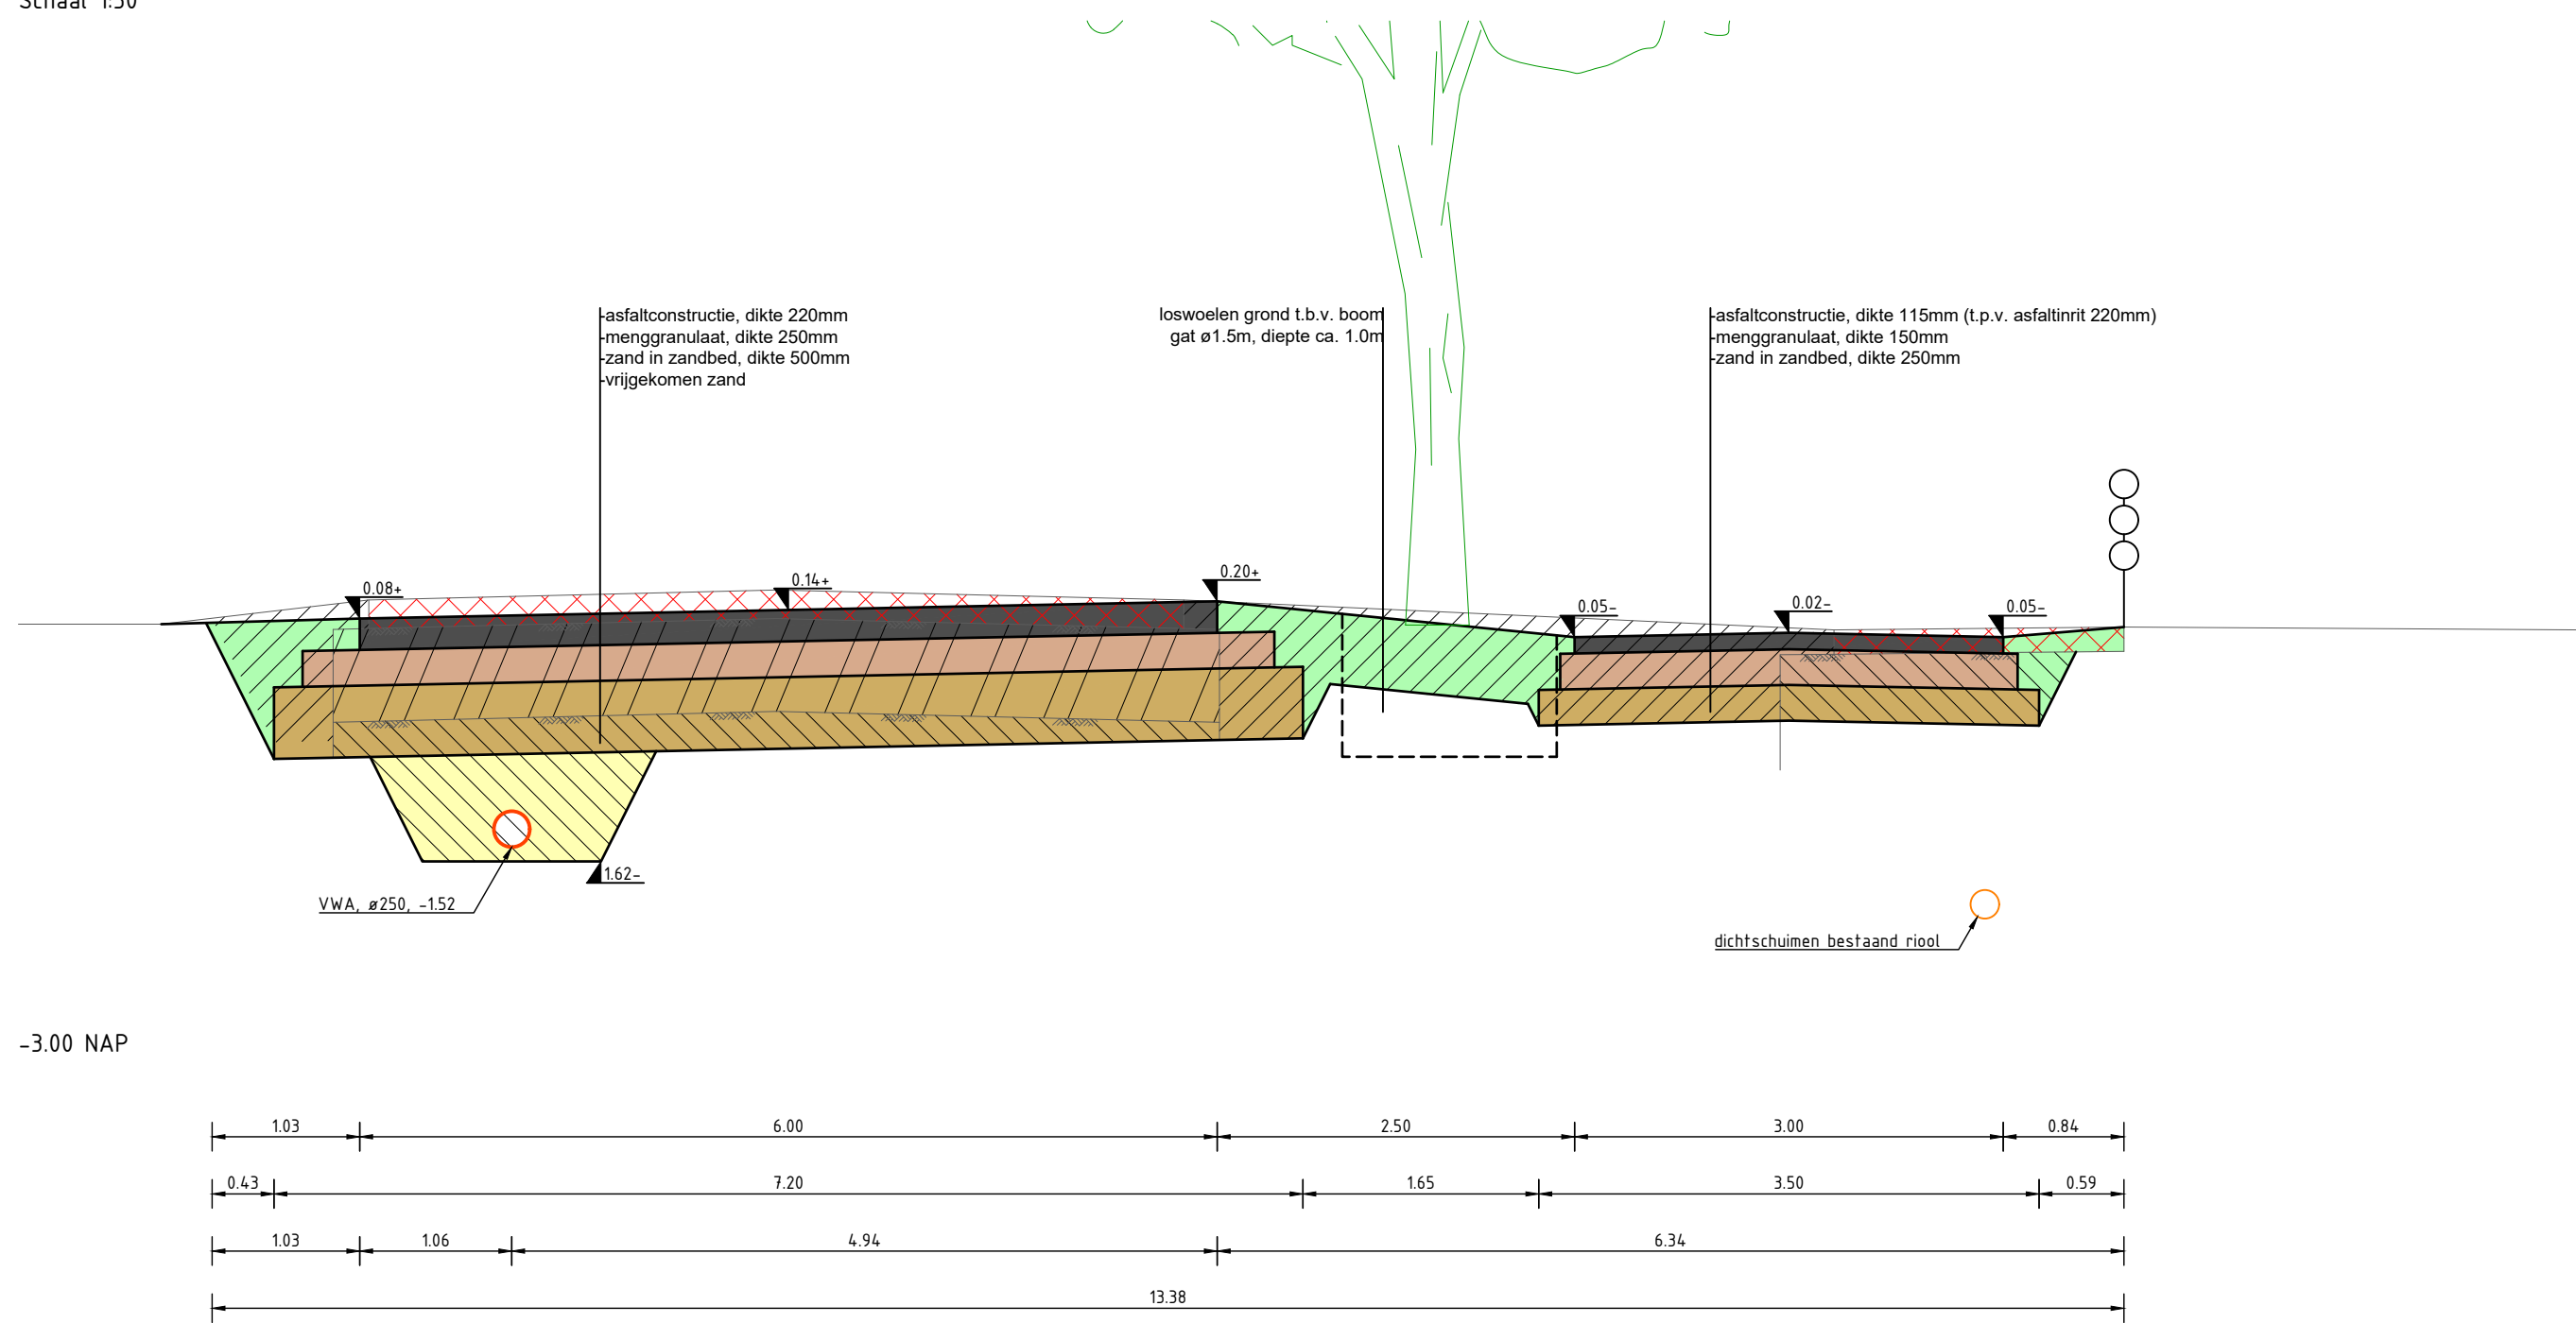 Schaal 1:50
-asfaltconstructie, dikte 220mm
-menggranulaat, dikte 250mm
-zand in zandbed, dikte 500mm
-vrijgekomen zand
loswoelen grond t.b.v. boom
gat ø1.5m, diepte ca. 1.0m
-asfaltconstructie, dikte 115mm (t.p.v. asfaltinrit 220mm)
-menggranulaat, dikte 150mm
-zand in zandbed, dikte 250mm
0.08+
0.14+
0.20+
0.05-
0.02-
0.05-
1.62-
VWA, ø250, -1.52
dichtschuimen bestaand riool
-3.00 NAP
1.03 6.00 2.50 3.00 0.84
0.43 7.20 1.65 3.50 0.59
1.03 1.06 4.94 6.34
13.38